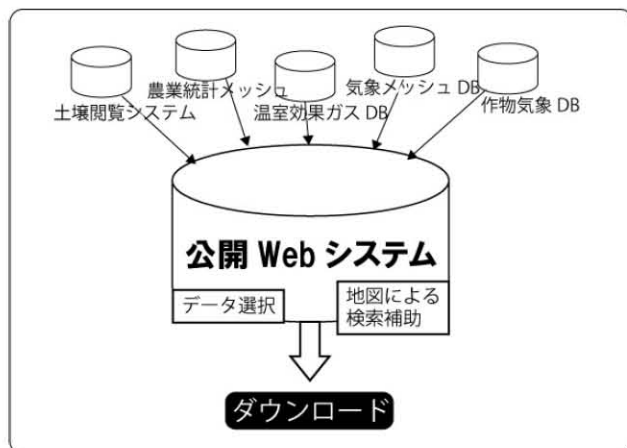 農業統計メッシュ
気象メッシュ DB
土壌閲覧システム
温室効果ガス DB
作物気象 DB
公開 Web システム
データ選択
地図による
検索補助
ダウンロード